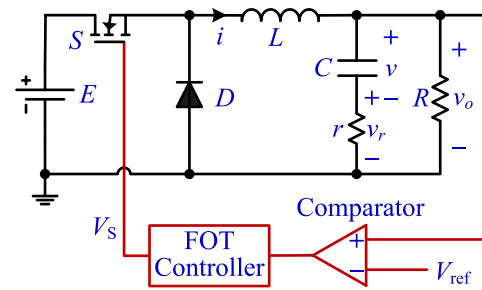 S
i
L
C
+
v
−
+
E
D
r
+
v_r
−
R
+
v_o
−
V_S
FOT
Controller
Comparator
+
−
V_ref